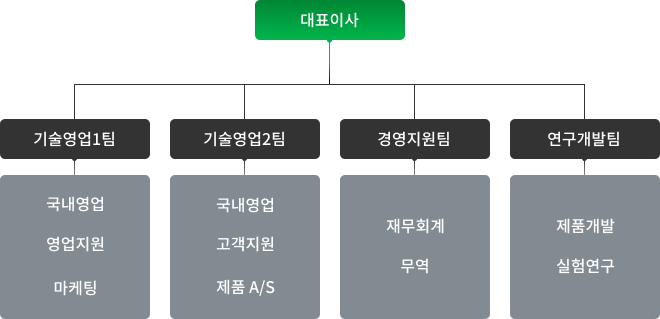 대표이사
기술영업1팀
기술영업2팀
경영지원팀
연구개발팀
국내영업
영업지원
마케팅
국내영업
고객지원
제품 A/S
재무회계
무역
제품개발
실험연구